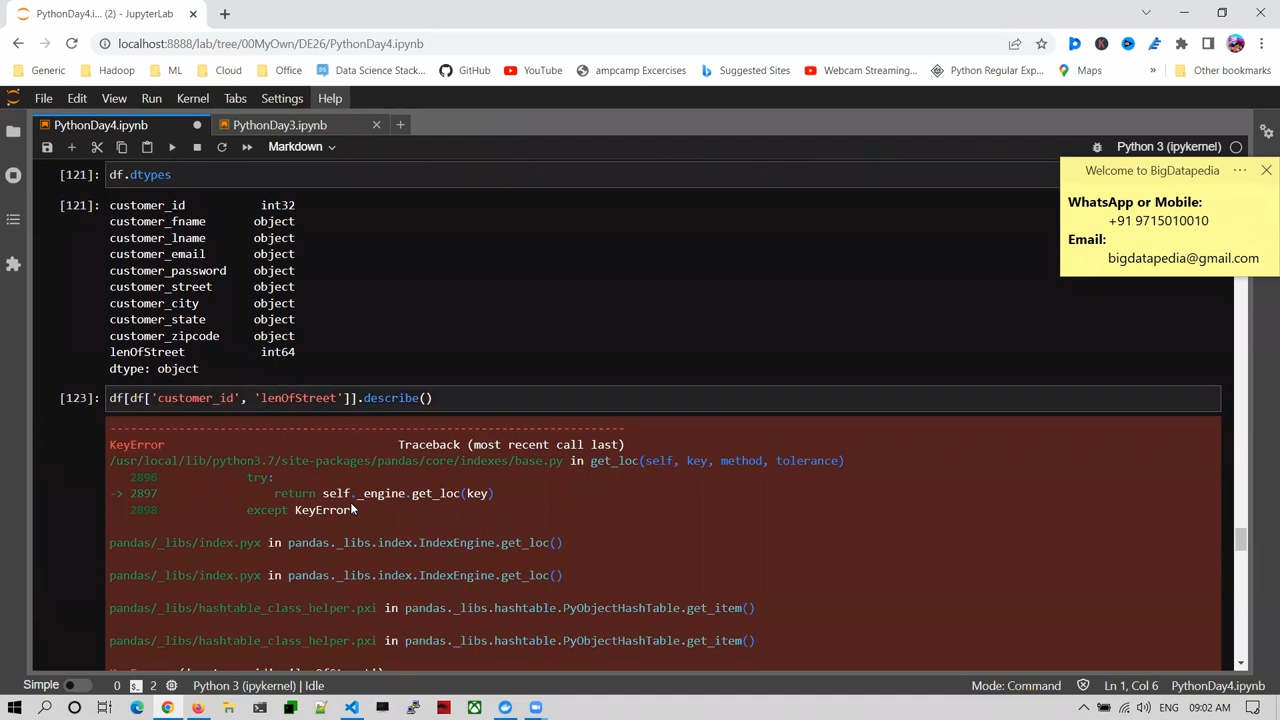 PythonDay4.i... (2) - JupyterLab
localhost:8888/lab/tree/00MyOwn/DE26/PythonDay4.ipynb
Generic Hadoop ML Cloud Office Data Science Stack... GitHub YouTube ampcamp Excercises Suggested Sites Webcam Streaming... Python Regular Exp... Maps » Other bookmarks
File Edit View Run Kernel Tabs Settings Help
PythonDay4.ipynb PythonDay3.ipynb
Markdown Python 3 (ipykernel)
Welcome to BigDatapedia
WhatsApp or Mobile:
+91 9715010010
Email:
bigdatapedia@gmail.com
[121]: df.dtypes
[121]: customer_id int32
customer_fname object
customer_lname object
customer_email object
customer_password object
customer_street object
customer_city object
customer_state object
customer_zipcode object
lenOfStreet int64
dtype: object
[123]: df[df['customer_id', 'lenOfStreet']].describe()
---------------------------------------------------------------------------
KeyError Traceback (most recent call last)
/usr/local/lib/python3.7/site-packages/pandas/core/indexes/base.py in get_loc(self, key, method, tolerance)
2896 try:
-> 2897 return self._engine.get_loc(key)
2898 except KeyError
pandas/_libs/index.pyx in pandas._libs.index.IndexEngine.get_loc()
pandas/_libs/index.pyx in pandas._libs.index.IndexEngine.get_loc()
pandas/_libs/hashtable_class_helper.pxi in pandas._libs.hashtable.PyObjectHashTable.get_item()
pandas/_libs/hashtable_class_helper.pxi in pandas._libs.hashtable.PyObjectHashTable.get_item()
Simple 0 2 Python 3 (ipykernel) | Idle Mode: Command Ln 1, Col 6 PythonDay4.ipynb
ENG 09:02 AM